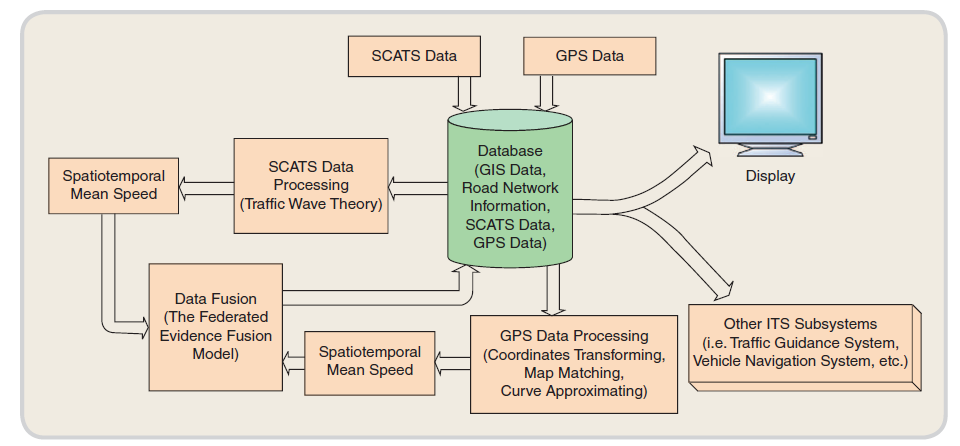 SCATS Data
GPS Data
Database
(GIS Data,
Road Network
Information,
SCATS Data,
GPS Data)
Display
SCATS Data
Processing
(Traffic Wave Theory)
Spatiotemporal
Mean Speed
Data Fusion
(The Federated
Evidence Fusion
Model)
Spatiotemporal
Mean Speed
GPS Data Processing
(Coordinates Transforming,
Map Matching,
Curve Approximating)
Other ITS Subsystems
(i.e. Traffic Guidance System,
Vehicle Navigation System, etc.)